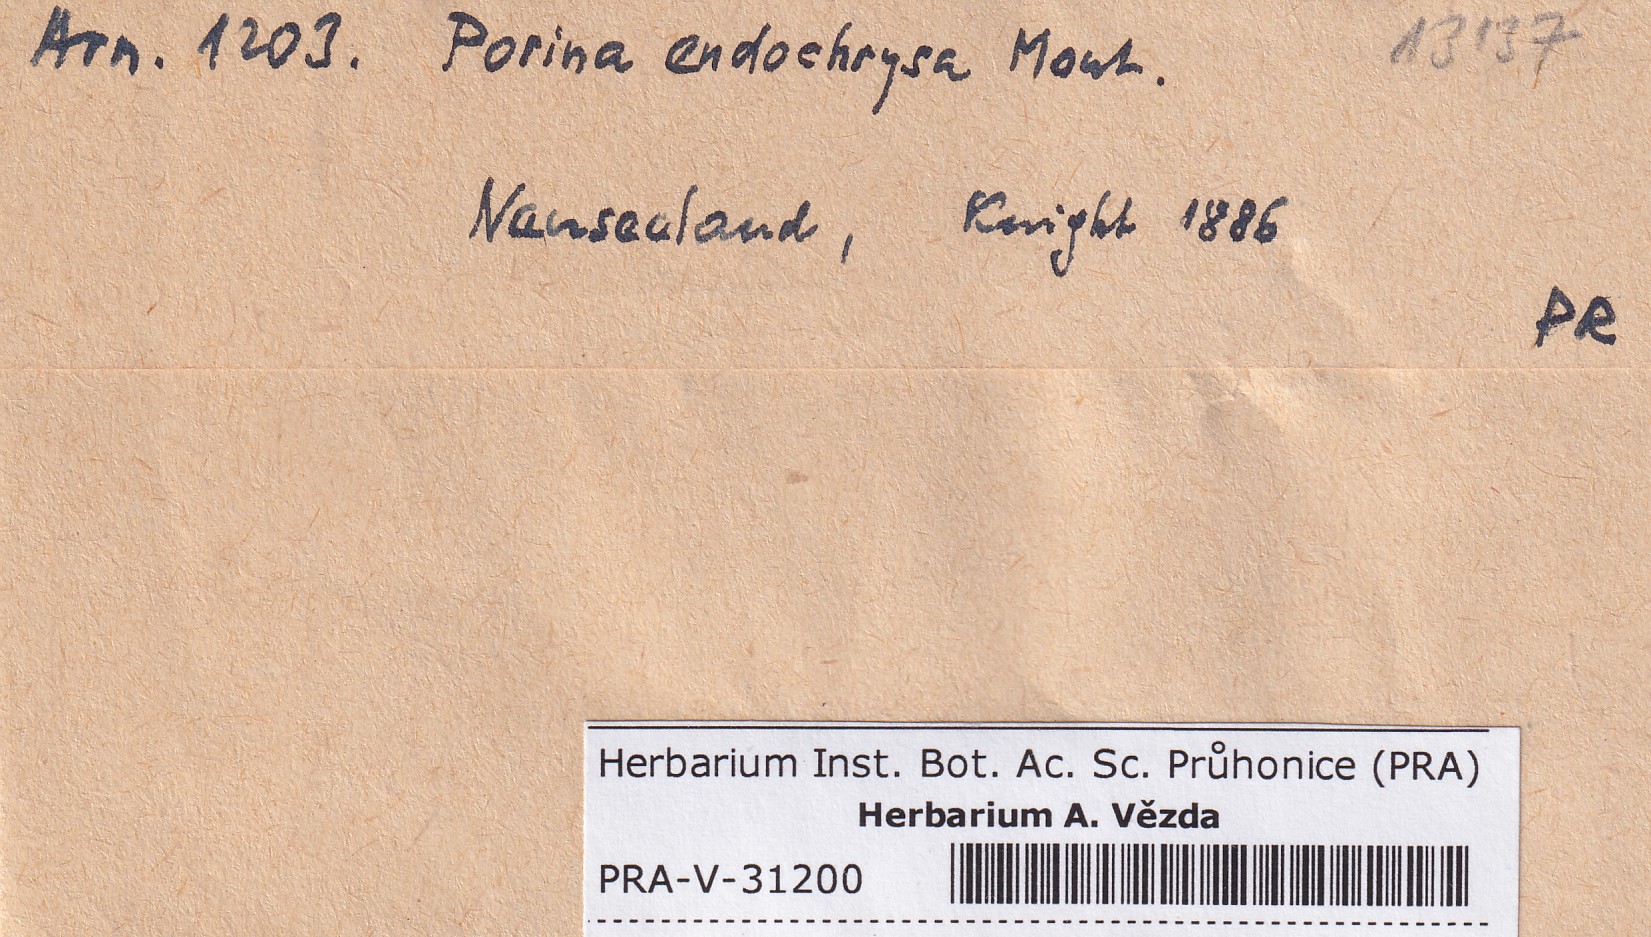 Arn. 1203. Porina endochrysa Mont. 13137
Neuseeland, Knight 1886
PR
Herbarium Inst. Bot. Ac. Sc. Průhonice (PRA)
Herbarium A. Vězda
PRA-V-31200